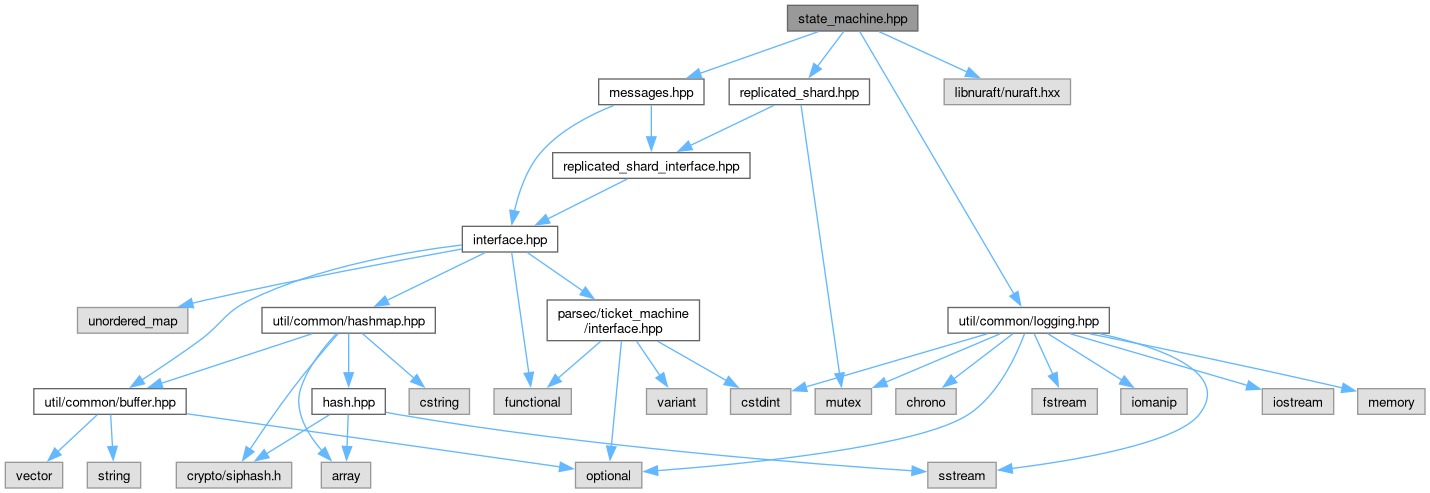 state_machine.hpp
messages.hpp
replicated_shard.hpp
libnuraft/nuraft.hxx
replicated_shard_interface.hpp
interface.hpp
unordered_map
util/common/hashmap.hpp
parsec/ticket_machine
/interface.hpp
util/common/logging.hpp
util/common/buffer.hpp
hash.hpp
cstring
functional
variant
cstdint
mutex
chrono
fstream
iomanip
iostream
memory
vector
string
crypto/siphash.h
array
optional
sstream